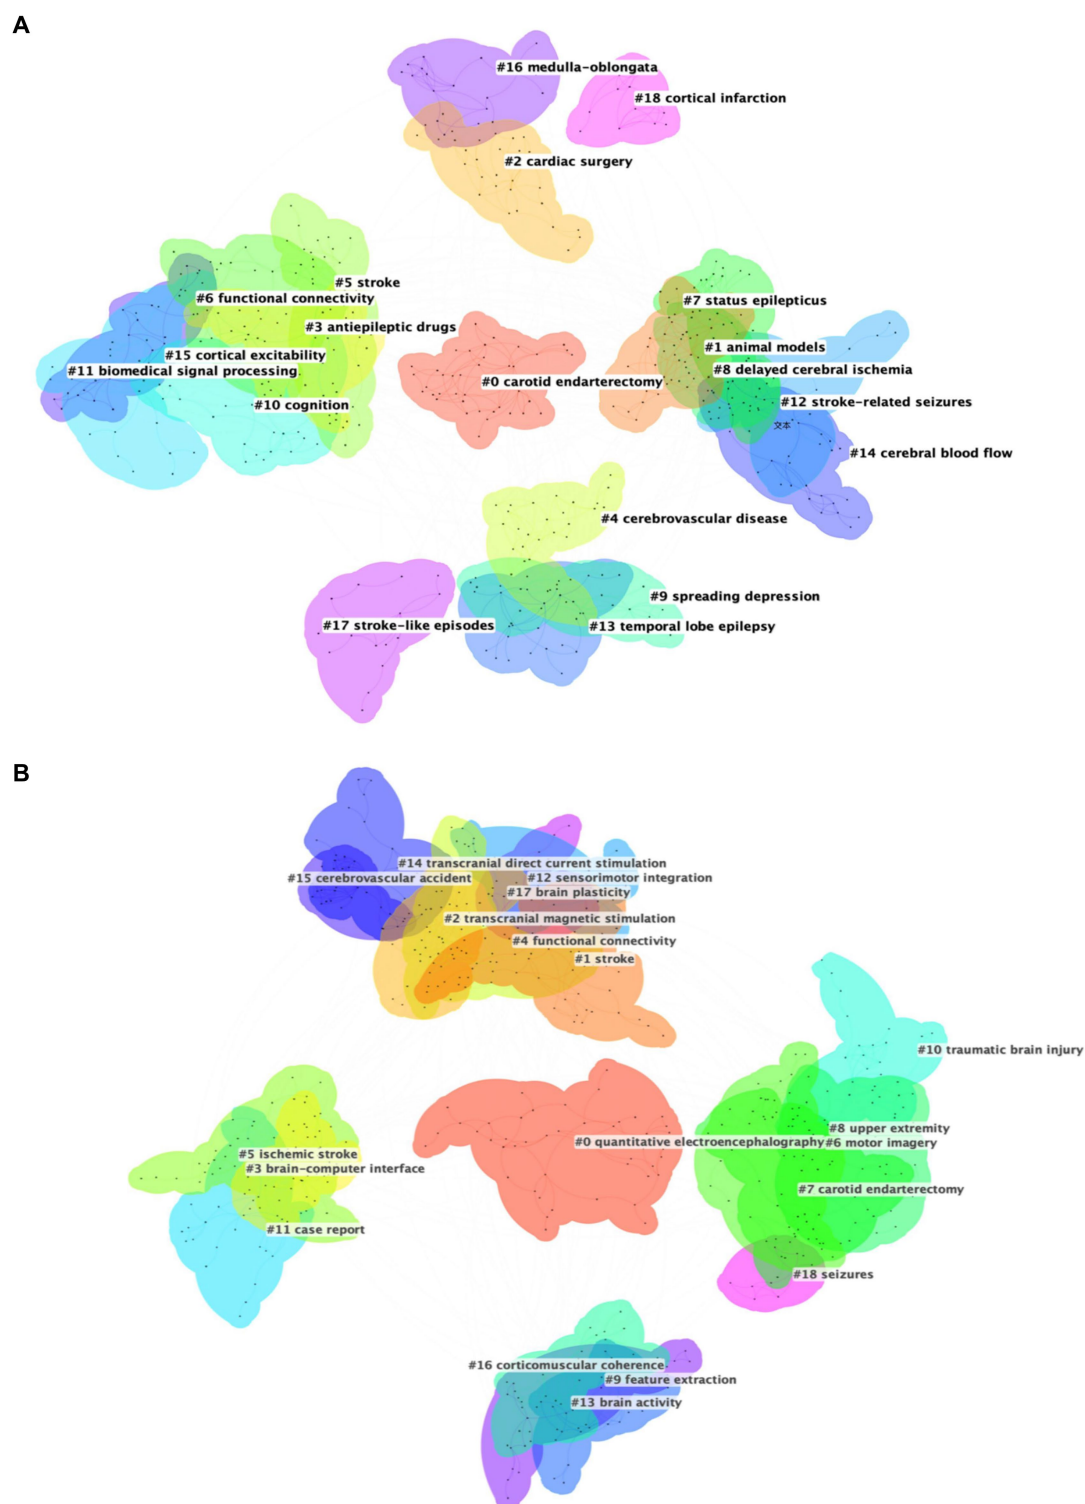 A
#16 medulla-oblongata
#18 cortical infarction
#2 cardiac surgery
#5 stroke
#6 functional connectivity
#7 status epilepticus
#3 antiepileptic drugs
#1 animal models
#15 cortical excitability
#11 biomedical signal processing
#8 delayed cerebral ischemia
#0 carotid endarterectomy
#12 stroke-related seizures
#10 cognition
文本
#14 cerebral blood flow
#4 cerebrovascular disease
#9 spreading depression
#17 stroke-like episodes
#13 temporal lobe epilepsy
B
#14 transcranial direct current stimulation
#15 cerebrovascular accident
#12 sensorimotor integration
#17 brain plasticity
#2 transcranial magnetic stimulation
#4 functional connectivity
#1 stroke
#10 traumatic brain injury
#8 upper extremity
#0 quantitative electroencephalography
#6 motor imagery
#5 ischemic stroke
#3 brain-computer interface
#7 carotid endarterectomy
#11 case report
#18 seizures
#16 corticomuscular coherence
#9 feature extraction
#13 brain activity